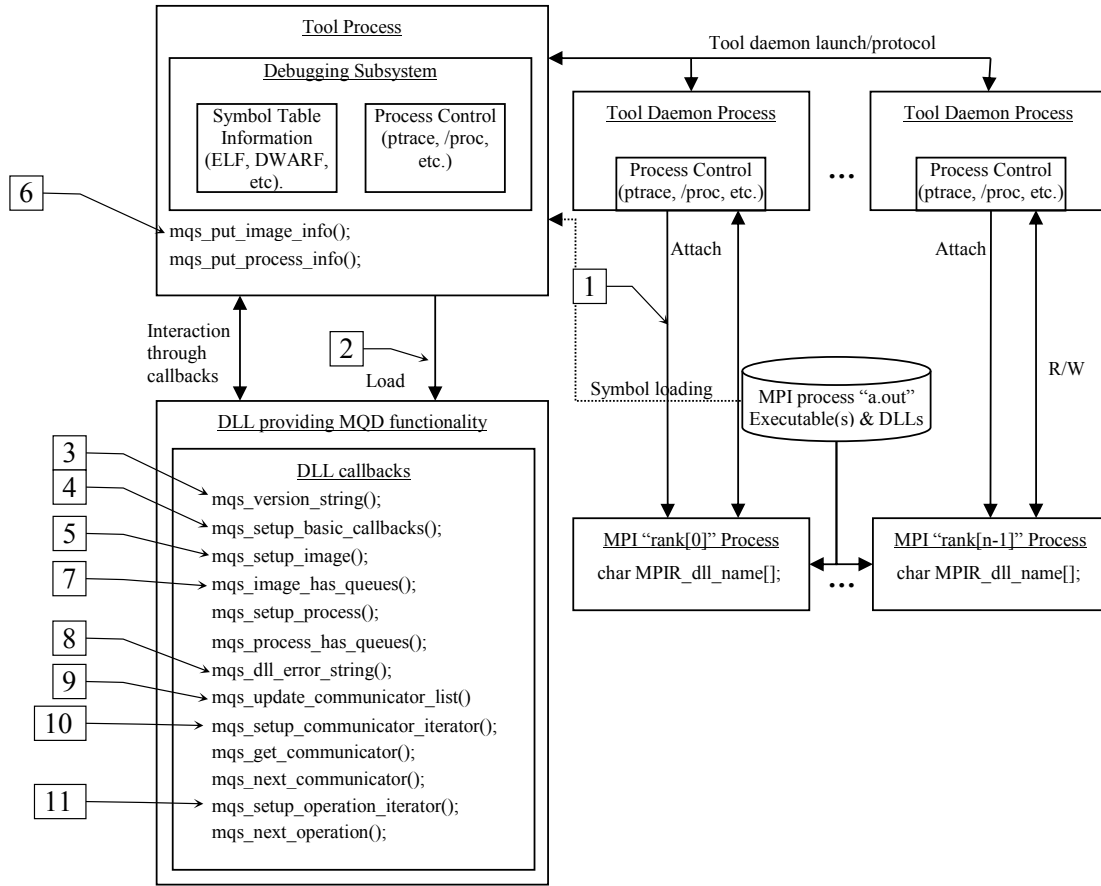 Tool Process
Debugging Subsystem
Symbol Table
Information
(ELF, DWARF,
etc).
Process Control
(ptrace, /proc,
etc.)
6
mqs_put_image_info();
mqs_put_process_info();
Tool daemon launch/protocol
Tool Daemon Process
Process Control
(ptrace, /proc, etc.)
...
Tool Daemon Process
Process Control
(ptrace, /proc, etc.)
Attach
1
Attach
Interaction
through
callbacks
2
Load
Symbol loading
MPI process “a.out”
Executable(s) & DLLs
R/W
DLL providing MQD functionality
DLL callbacks
3
mqs_version_string();
4
mqs_setup_basic_callbacks();
5
mqs_setup_image();
7
mqs_image_has_queues();
mqs_setup_process();
mqs_process_has_queues();
8
mqs_dll_error_string();
9
mqs_update_communicator_list()
10
mqs_setup_communicator_iterator();
mqs_get_communicator();
mqs_next_communicator();
11
mqs_setup_operation_iterator();
mqs_next_operation();
MPI “rank[0]” Process
char MPIR_dll_name[];
...
MPI “rank[n-1]” Process
char MPIR_dll_name[];